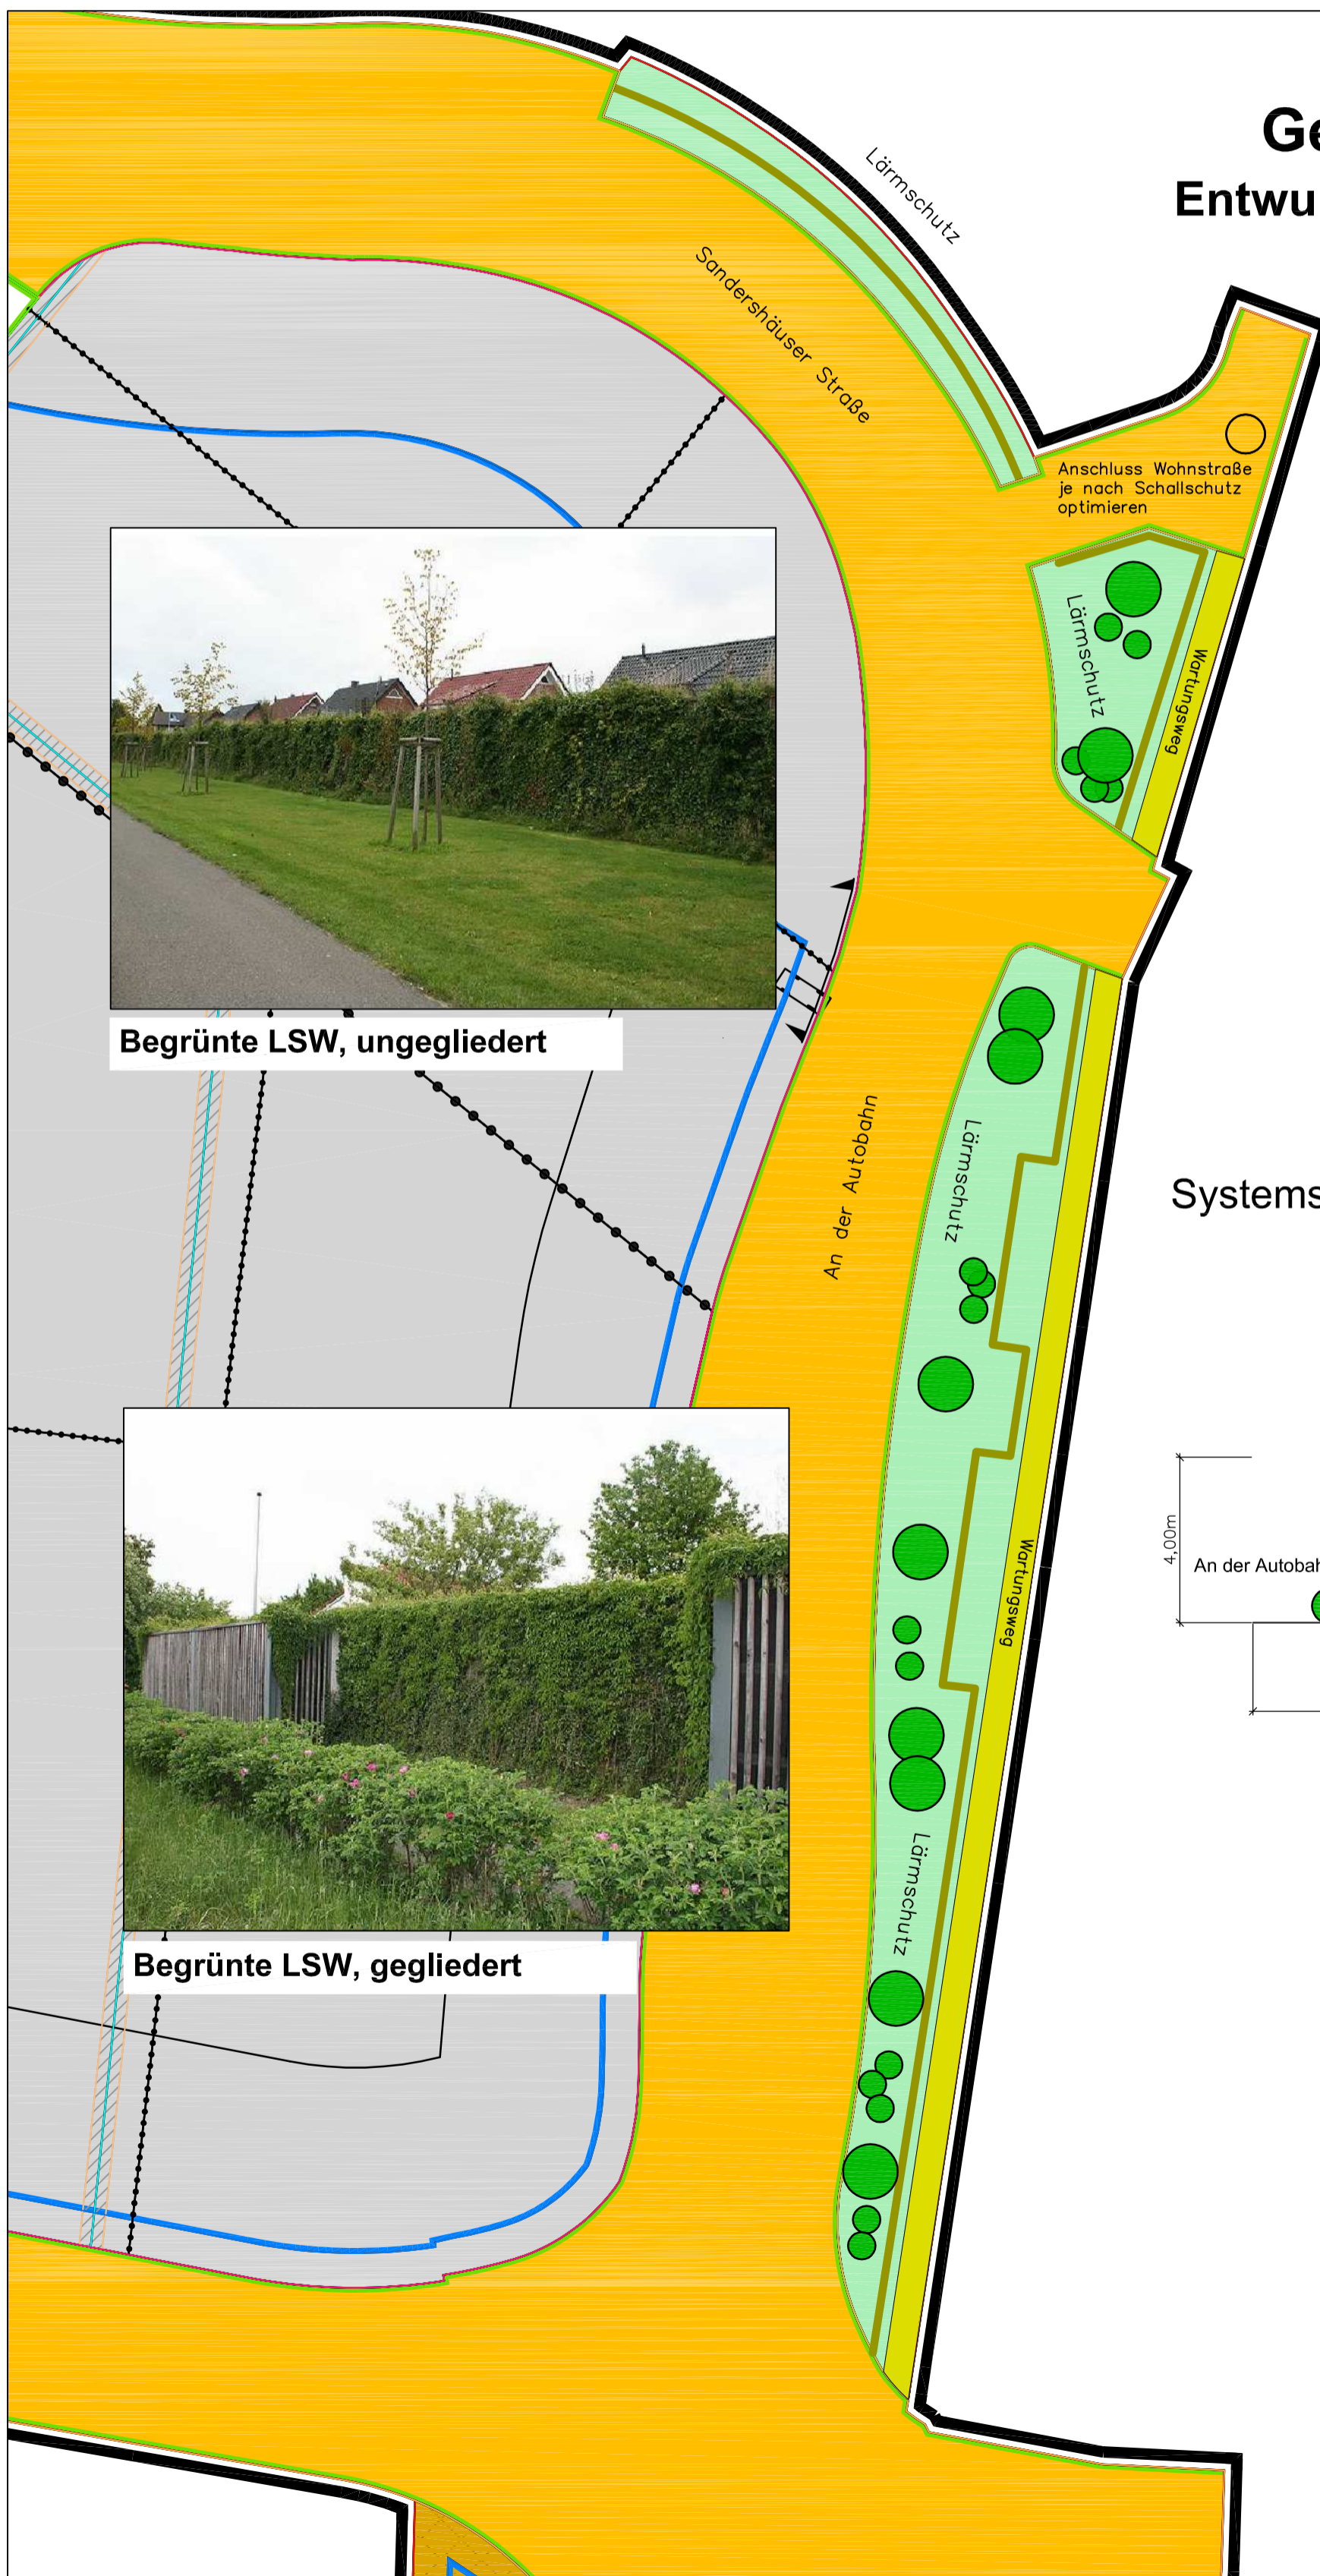 Ge
Entwu
Lärmschutz
Sandershäuser Straße
Anschluss Wohnstraße
je nach Schallschutz
optimieren
Lärmschutz
Wartungsweg
Begrünte LSW, ungegliedert
An der Autobahn
Lärmschutz
Systems
4,00m
An der Autobah
Wartungsweg
Lärmschutz
Begrünte LSW, gegliedert